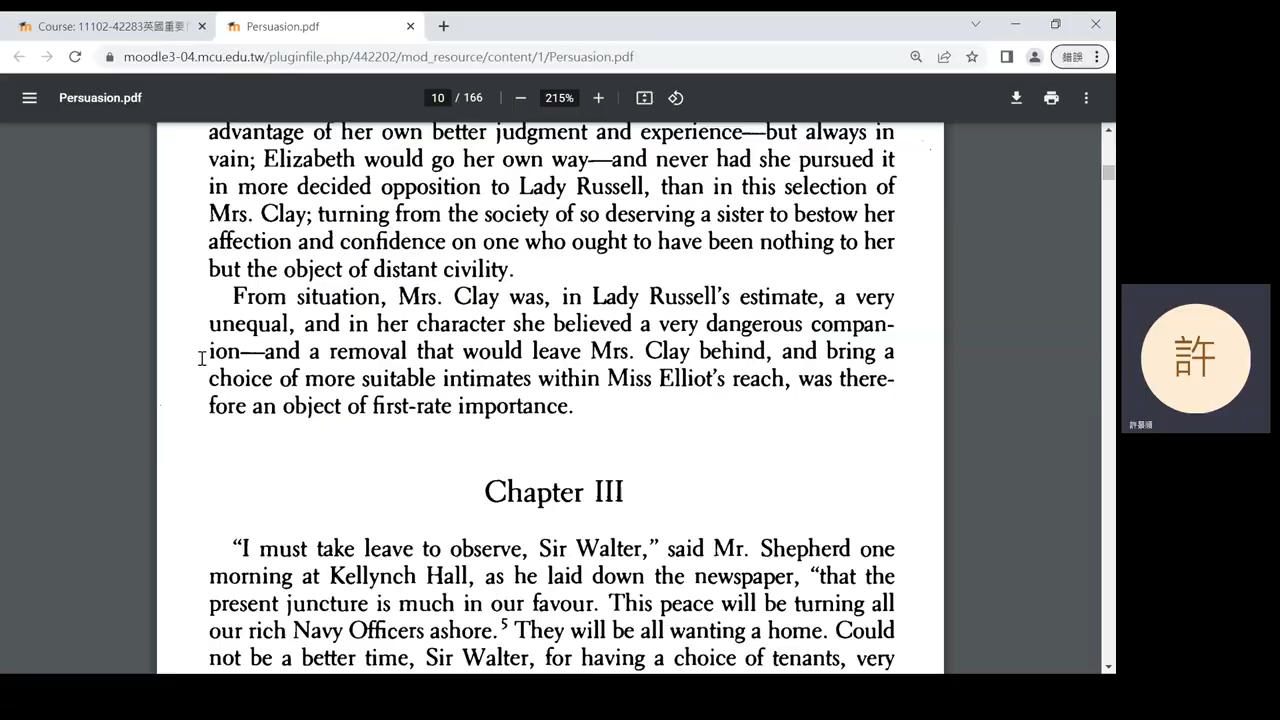 Course: 11102-42283英國重要
Persuasion.pdf
moodle3-04.mcu.edu.tw/pluginfile.php/442202/mod_resource/content/1/Persuasion.pdf
錯誤
Persuasion.pdf
10 / 166
215%
advantage of her own better judgment and experience—but always in
vain; Elizabeth would go her own way—and never had she pursued it
in more decided opposition to Lady Russell, than in this selection of
Mrs. Clay; turning from the society of so deserving a sister to bestow her
affection and confidence on one who ought to have been nothing to her
but the object of distant civility.
From situation, Mrs. Clay was, in Lady Russell's estimate, a very
unequal, and in her character she believed a very dangerous compan-
ion—and a removal that would leave Mrs. Clay behind, and bring a
choice of more suitable intimates within Miss Elliot's reach, was there-
fore an object of first-rate importance.
Chapter III
“I must take leave to observe, Sir Walter,” said Mr. Shepherd one
morning at Kellynch Hall, as he laid down the newspaper, “that the
present juncture is much in our favour. This peace will be turning all
our rich Navy Officers ashore.⁵ They will be all wanting a home. Could
not be a better time, Sir Walter, for having a choice of tenants, very
許
許景順